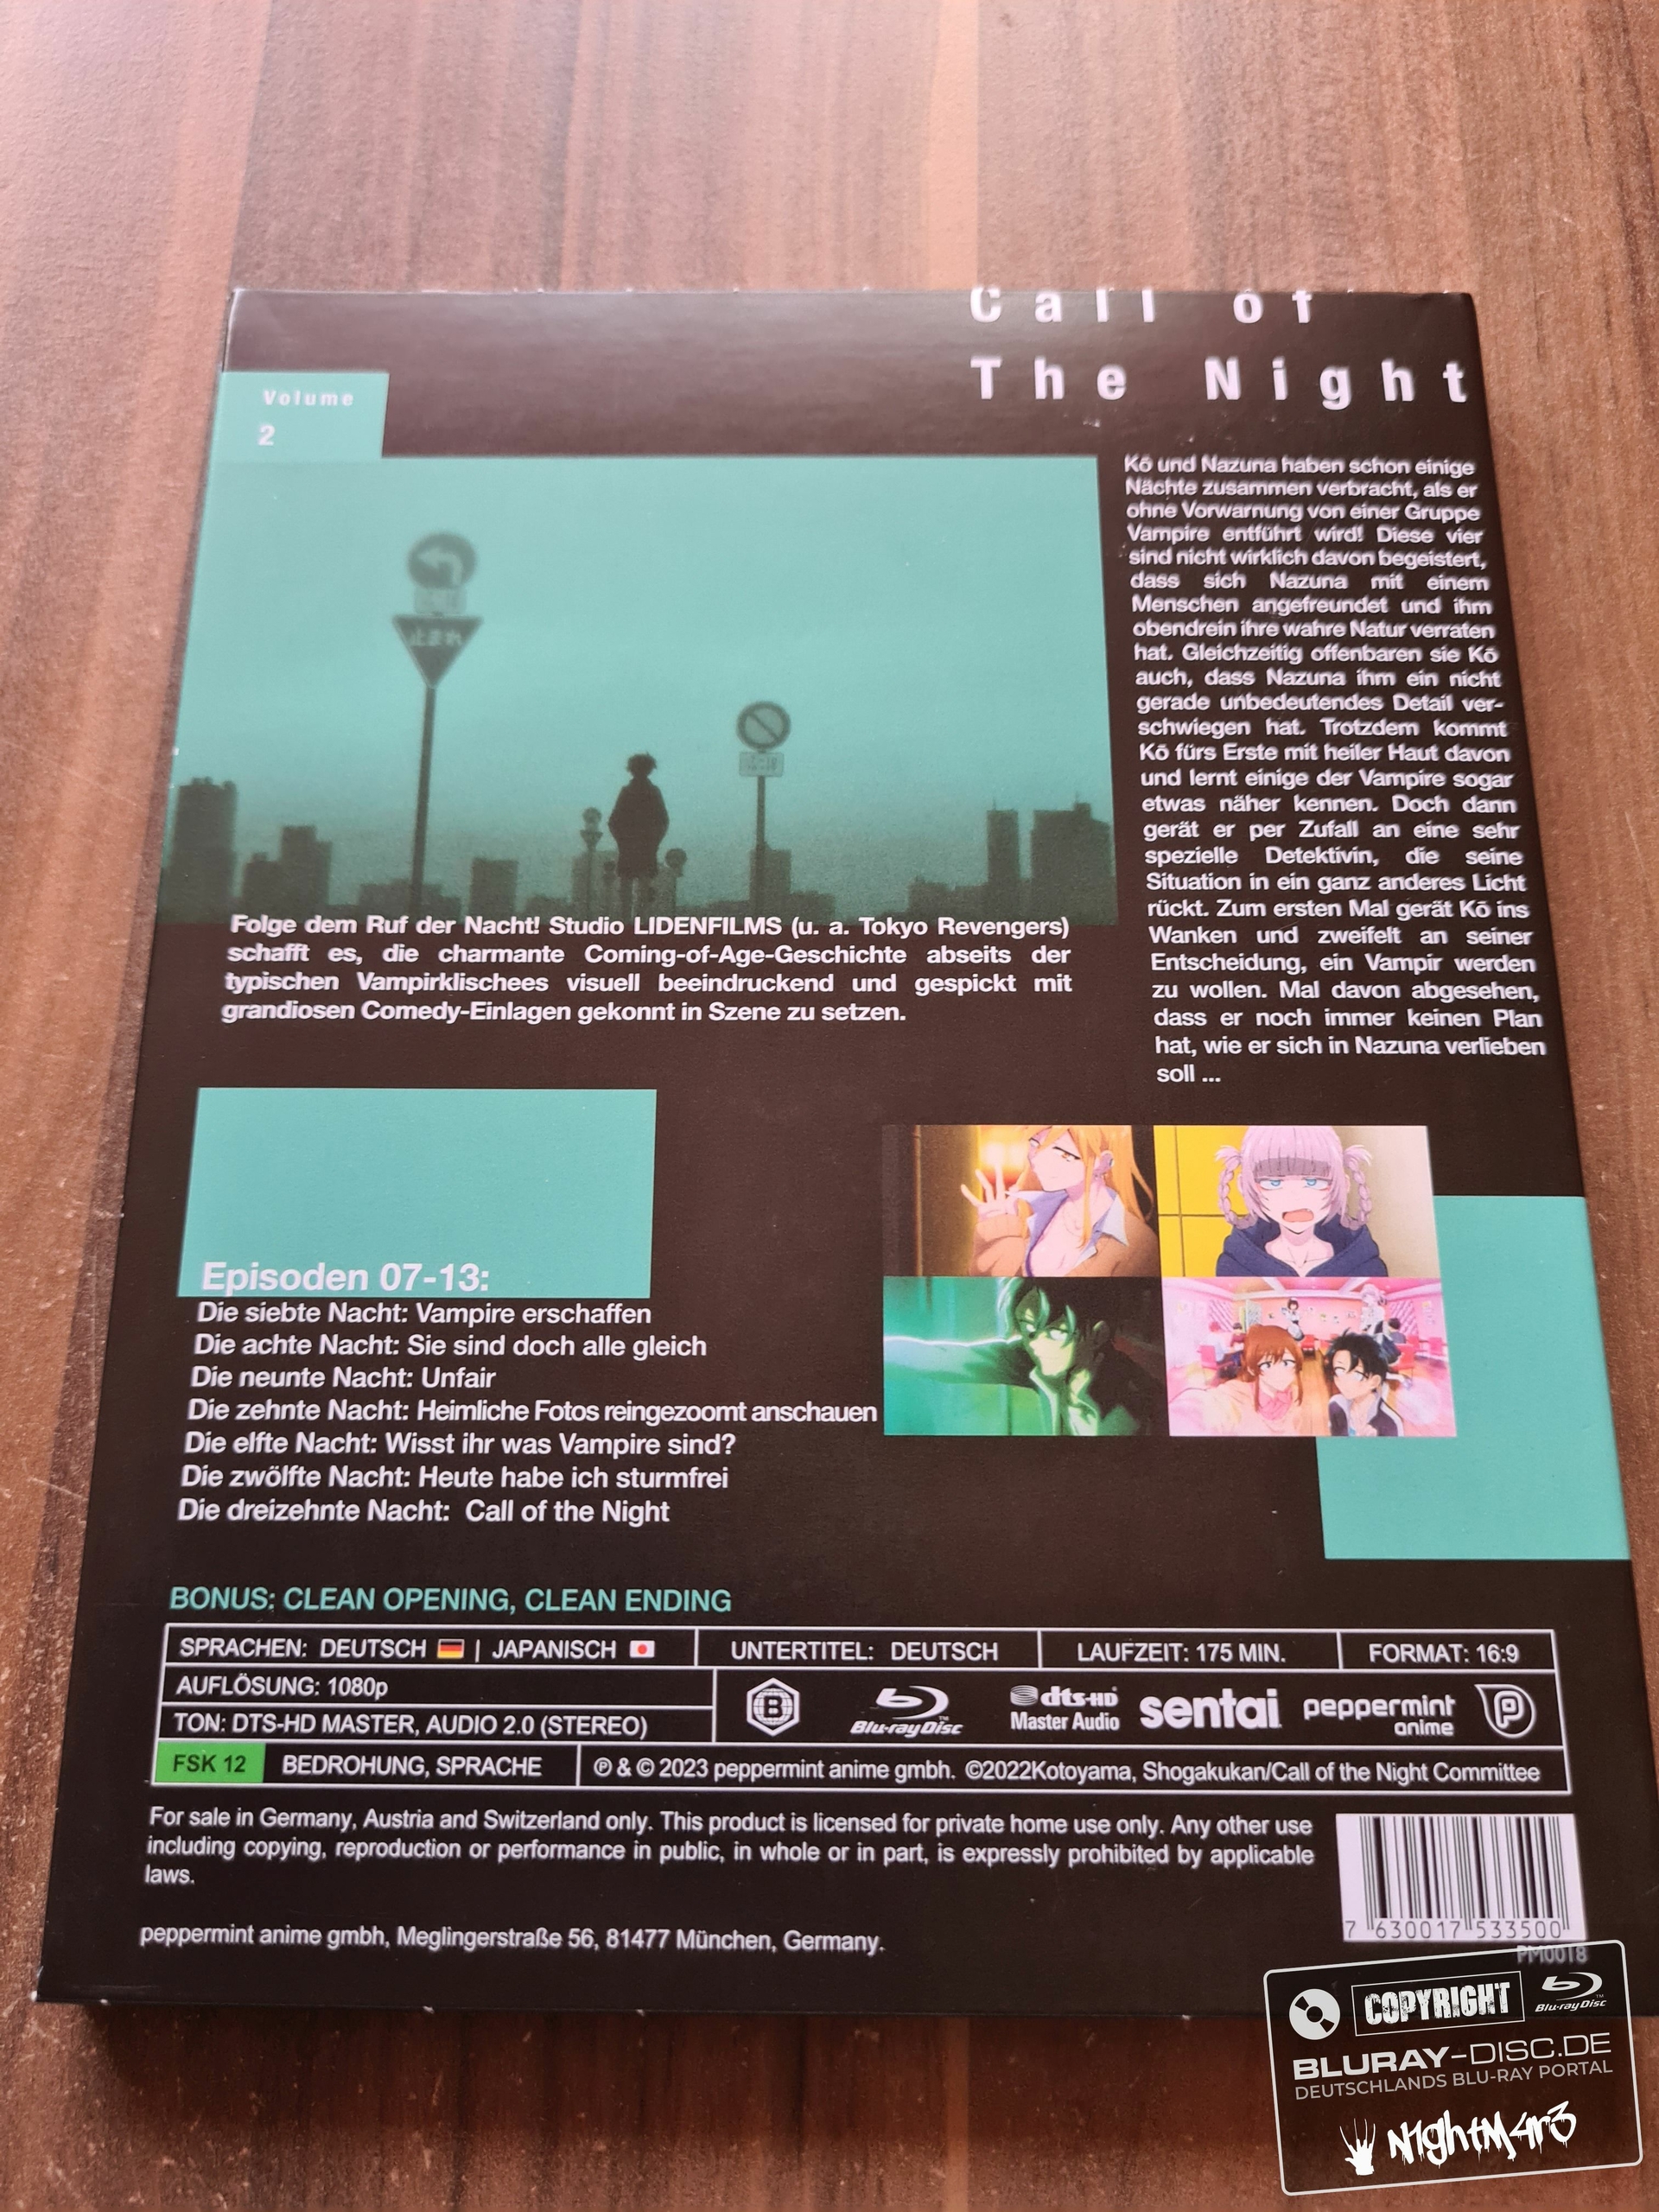 Call of
The Night
Volume
2
止まれ
Kō und Nazuna haben schon einige
Nächte zusammen verbracht, als er
ohne Vorwarnung von einer Gruppe
Vampire entführt wird! Diese vier
sind nicht wirklich davon begeistert,
dass sich Nazuna mit einem
Menschen angefreundet und ihm
obendrein ihre wahre Natur verraten
hat. Gleichzeitig offenbaren sie Kō
auch, dass Nazuna ihm ein nicht
gerade unbedeutendes Detail ver-
schwiegen hat. Trotzdem kommt
Kō fürs Erste mit heiler Haut davon
und lernt einige der Vampire sogar
etwas näher kennen. Doch dann
gerät er per Zufall an eine sehr
spezielle Detektivin, die seine
Situation in ein ganz anderes Licht
rückt. Zum ersten Mal gerät Kō ins
Wanken und zweifelt an seiner
Entscheidung, ein Vampir werden
zu wollen. Mal davon abgesehen,
dass er noch immer keinen Plan
hat, wie er sich in Nazuna verlieben
soll ...
Folge dem Ruf der Nacht! Studio LIDENFILMS (u. a. Tokyo Revengers)
schafft es, die charmante Coming-of-Age-Geschichte abseits der
typischen Vampirklischees visuell beeindruckend und gespickt mit
grandiosen Comedy-Einlagen gekonnt in Szene zu setzen.
Episoden 07-13:
Die siebte Nacht: Vampire erschaffen
Die achte Nacht: Sie sind doch alle gleich
Die neunte Nacht: Unfair
Die zehnte Nacht: Heimliche Fotos reingezoomt anschauen
Die elfte Nacht: Wisst ihr was Vampire sind?
Die zwölfte Nacht: Heute habe ich sturmfrei
Die dreizehnte Nacht: Call of the Night
BONUS: CLEAN OPENING, CLEAN ENDING
SPRACHEN: DEUTSCH | JAPANISCH
UNTERTITEL: DEUTSCH
LAUFZEIT: 175 MIN.
FORMAT: 16:9
AUFLÖSUNG: 1080p
TON: DTS-HD MASTER, AUDIO 2.0 (STEREO)
B
Blu-ray Disc™
dts-HD
Master Audio
sentai
peppermint
anime
FSK 12
BEDROHUNG, SPRACHE
℗ & © 2023 peppermint anime gmbh. ©2022Kotoyama, Shogakukan/Call of the Night Committee
For sale in Germany, Austria and Switzerland only. This product is licensed for private home use only. Any other use
including copying, reproduction or performance in public, in whole or in part, is expressly prohibited by applicable
laws.
peppermint anime gmbh, Meglingerstraße 56, 81477 München, Germany.
7 630017 533500
PM0018
COPYRIGHT
Blu-ray Disc™
BLURAY-DISC.DE
DEUTSCHLANDS BLU-RAY PORTAL
N1ghtM4r3